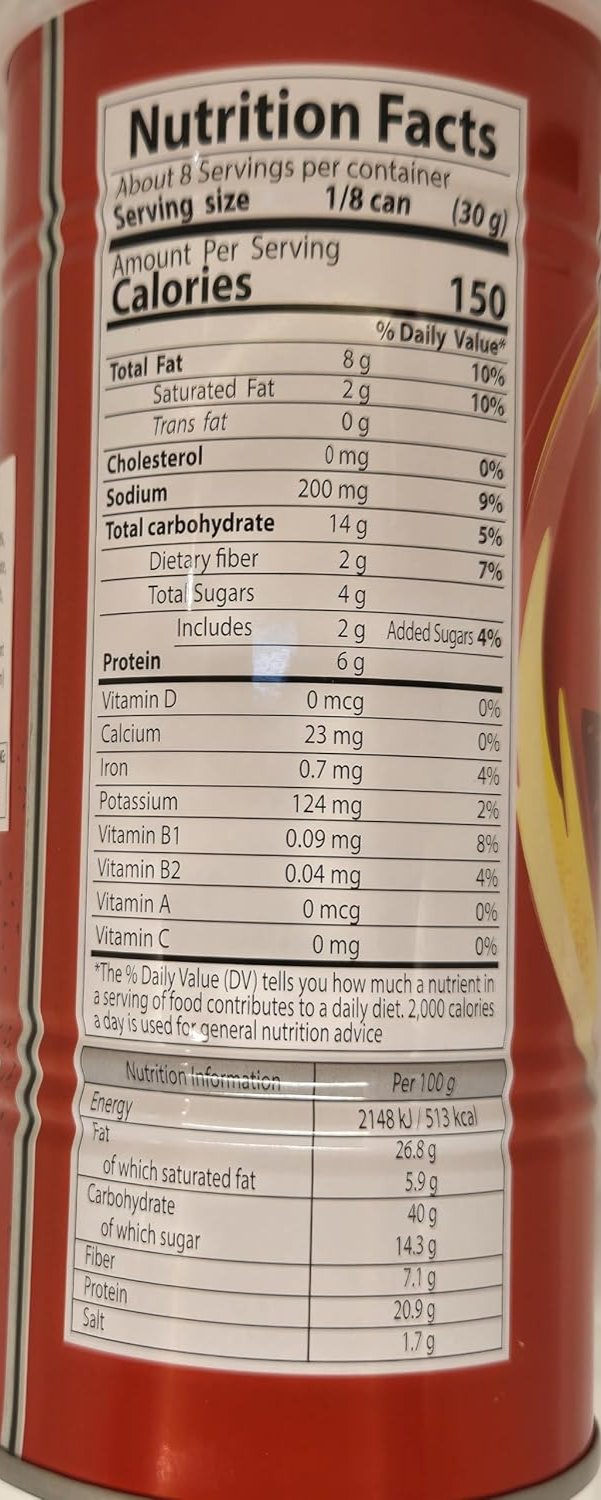 Nutrition Facts
About 8 Servings per container
Serving size 1/8 can (30 g)
Amount Per Serving
Calories 150
% Daily Value*
Total Fat 8 g 10%
Saturated Fat 2 g 10%
Trans fat 0 g
Cholesterol 0 mg 0%
Sodium 200 mg 9%
Total carbohydrate 14 g 5%
Dietary fiber 2 g 7%
Total Sugars 4 g
Includes 2 g Added Sugars 4%
Protein 6 g
Vitamin D 0 mcg 0%
Calcium 23 mg 0%
Iron 0.7 mg 4%
Potassium 124 mg 2%
Vitamin B1 0.09 mg 8%
Vitamin B2 0.04 mg 4%
Vitamin A 0 mcg 0%
Vitamin C 0 mg 0%
*The % Daily Value (DV) tells you how much a nutrient in
a serving of food contributes to a daily diet. 2,000 calories
a day is used for general nutrition advice
Nutrition Information Per 100 g
Energy 2148 kJ / 513 kcal
Fat 26.8 g
of which saturated fat 5.9 g
Carbohydrate 40 g
of which sugar 14.3 g
Fiber 7.1 g
Protein 20.9 g
Salt 1.7 g